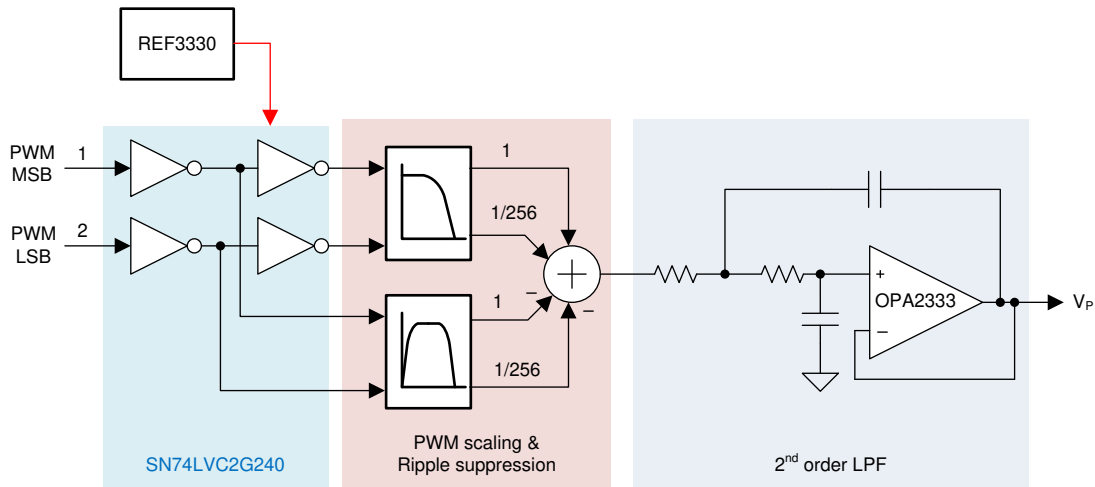 REF3330
PWM
MSB
1
PWM
LSB
2
1
1/256
1
1/256
+
–
–
+
OPA2333
–
VP
SN74LVC2G240
PWM scaling &
Ripple suppression
2nd order LPF